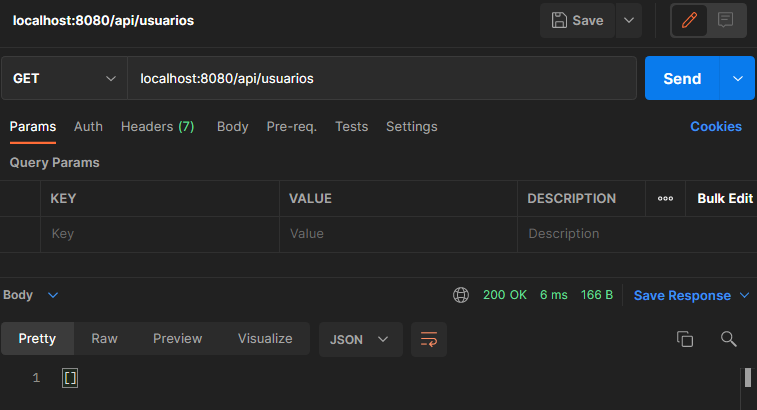 localhost:8080/api/usuarios
Save
GET localhost:8080/api/usuarios Send
Params Auth Headers (7) Body Pre-req. Tests Settings Cookies
Query Params
KEY VALUE DESCRIPTION ooo Bulk Edit
Key Value Description
Body 200 OK 6 ms 166 B Save Response
Pretty Raw Preview Visualize JSON
1 []